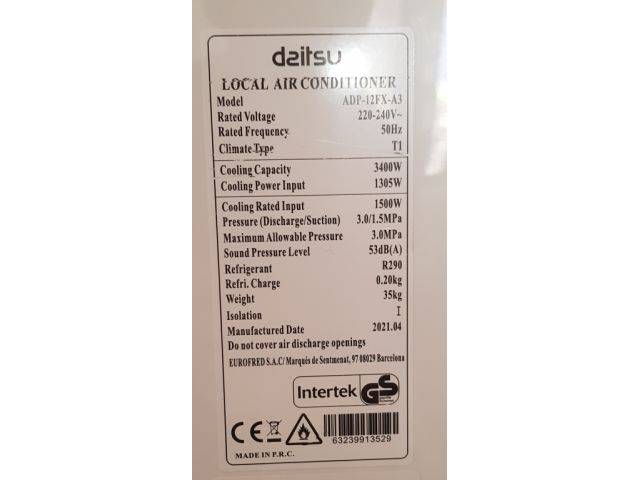 daitsu
LOCAL AIR CONDITIONER
Model ADP-12FX-A3
Rated Voltage 220-240V~
Rated Frequency 50Hz
Climate Type T1
Cooling Capacity 3400W
Cooling Power Input 1305W
Cooling Rated Input 1500W
Pressure (Discharge/Suction) 3.0/1.5MPa
Maximum Allowable Pressure 3.0MPa
Sound Pressure Level 53dB(A)
Refrigerant R290
Refri. Charge 0.20kg
Weight 35kg
Isolation I
Manufactured Date 2021.04
Do not cover air discharge openings
EUROFRED S.A.C/ Marqués de Sentmenat, 97 08029 Barcelona
Intertek GS
CE 63239913529
MADE IN P.R.C.